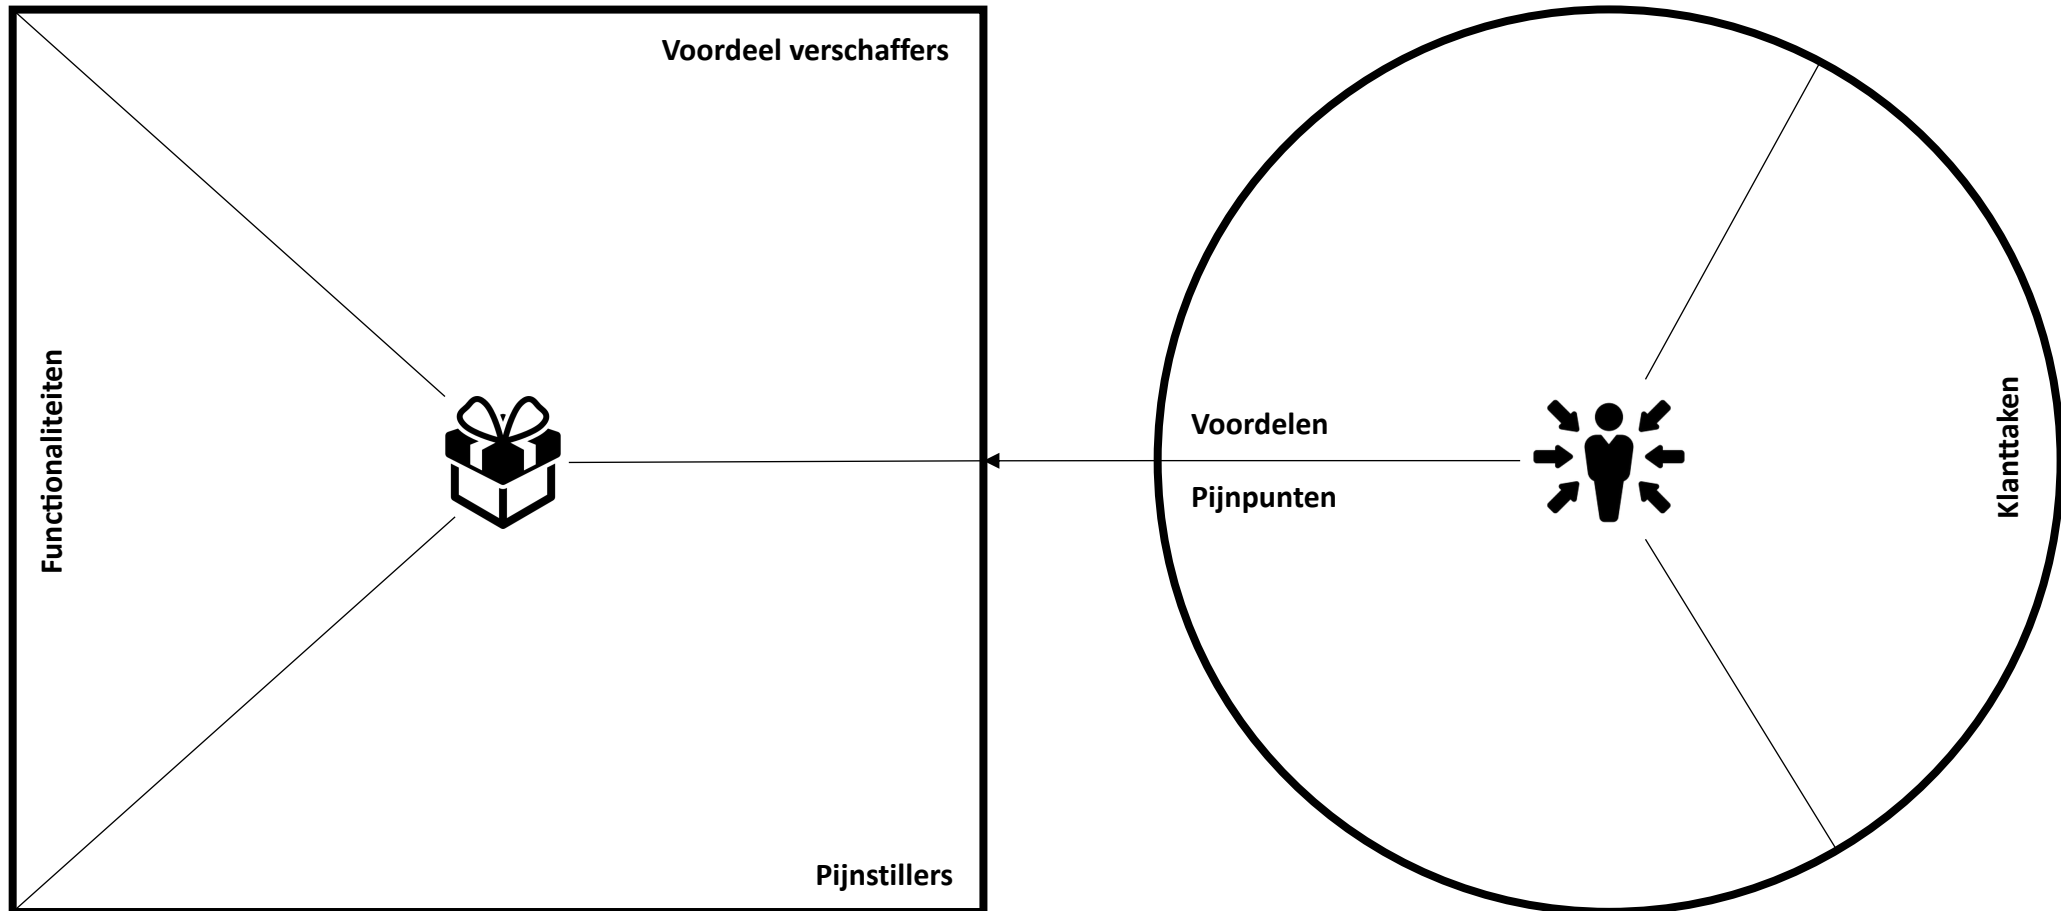 Voordeel verschaffers
Functionaliteiten
Pijnstillers
Voordelen
Pijnpunten
Klanttaken